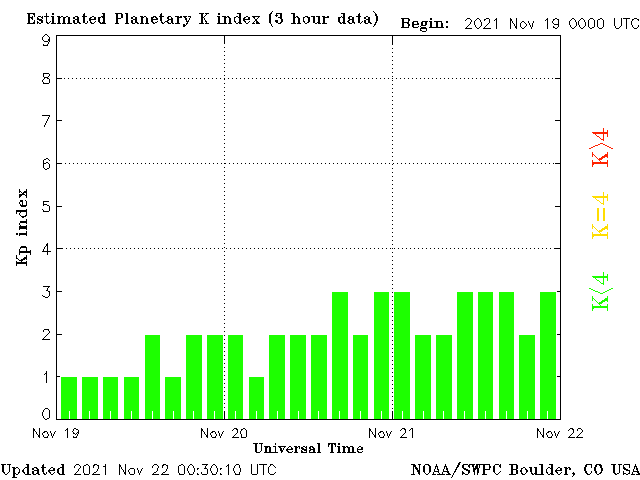 Estimated Planetary K index (3 hour data) Begin: 2021 Nov 19 0000 UTC
9
8
7
6
5
4
3
2
1
0
Kp index
K>4
K=4
K<4
Nov 19 Nov 20 Nov 21 Nov 22
Universal Time
Updated 2021 Nov 22 00:30:10 UTC NOAA/SWPC Boulder, CO USA